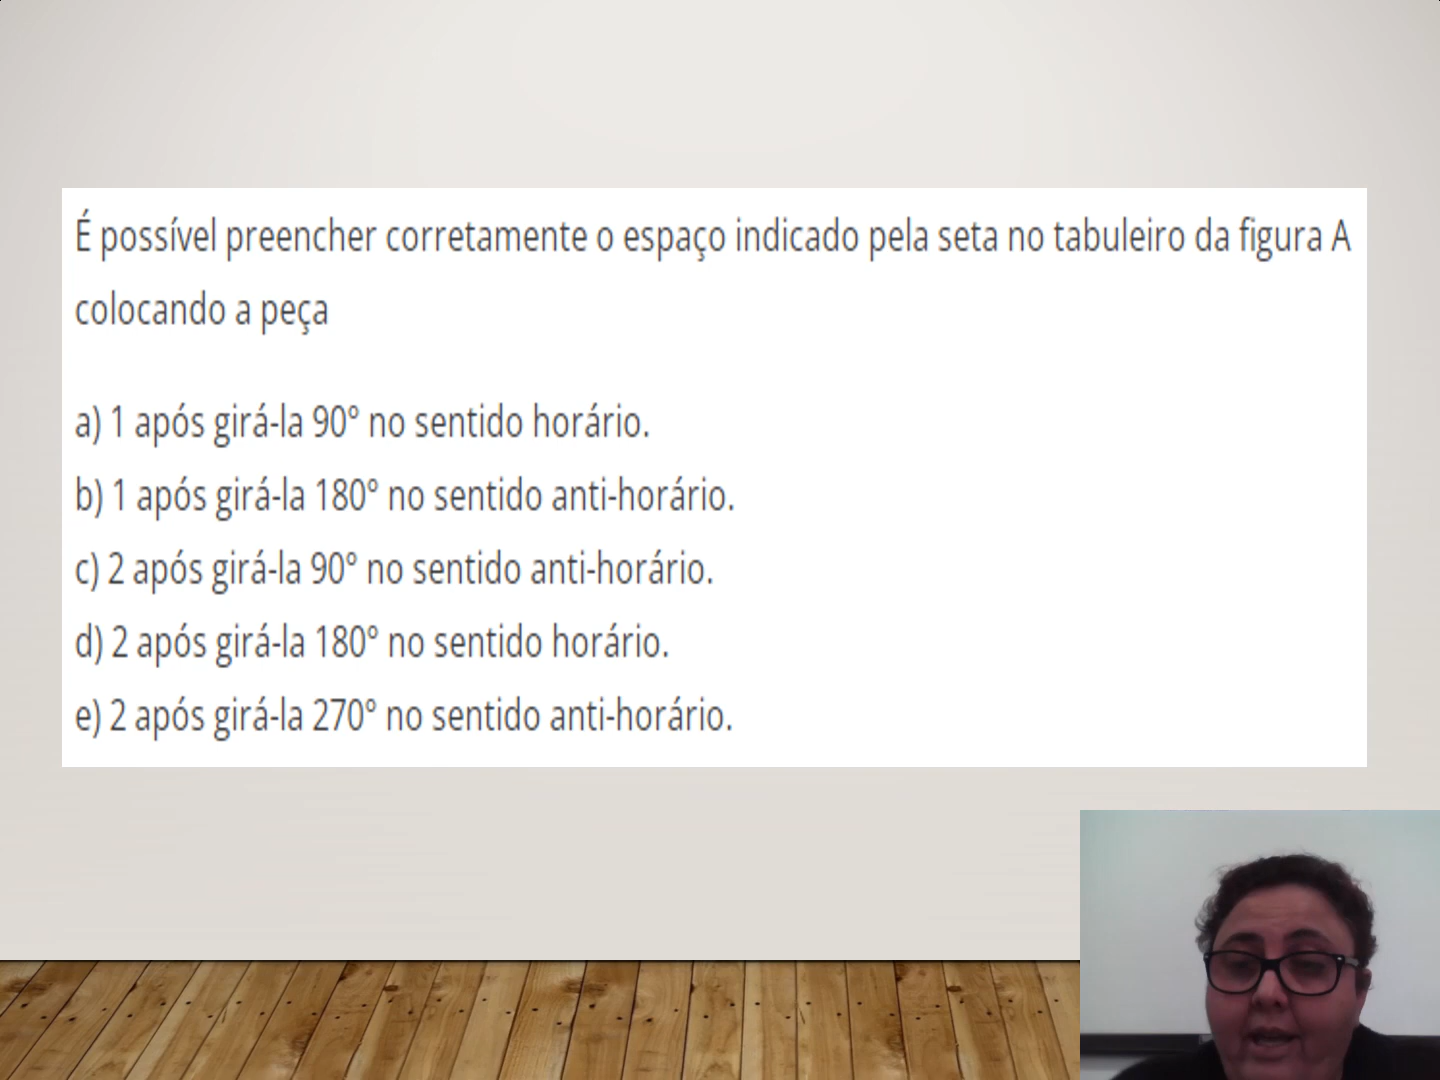 É possível preencher corretamente o espaço indicado pela seta no tabuleiro da figura A
colocando a peça
a) 1 após girá-la 90° no sentido horário.
b) 1 após girá-la 180° no sentido anti-horário.
c) 2 após girá-la 90° no sentido anti-horário.
d) 2 após girá-la 180° no sentido horário.
e) 2 após girá-la 270° no sentido anti-horário.